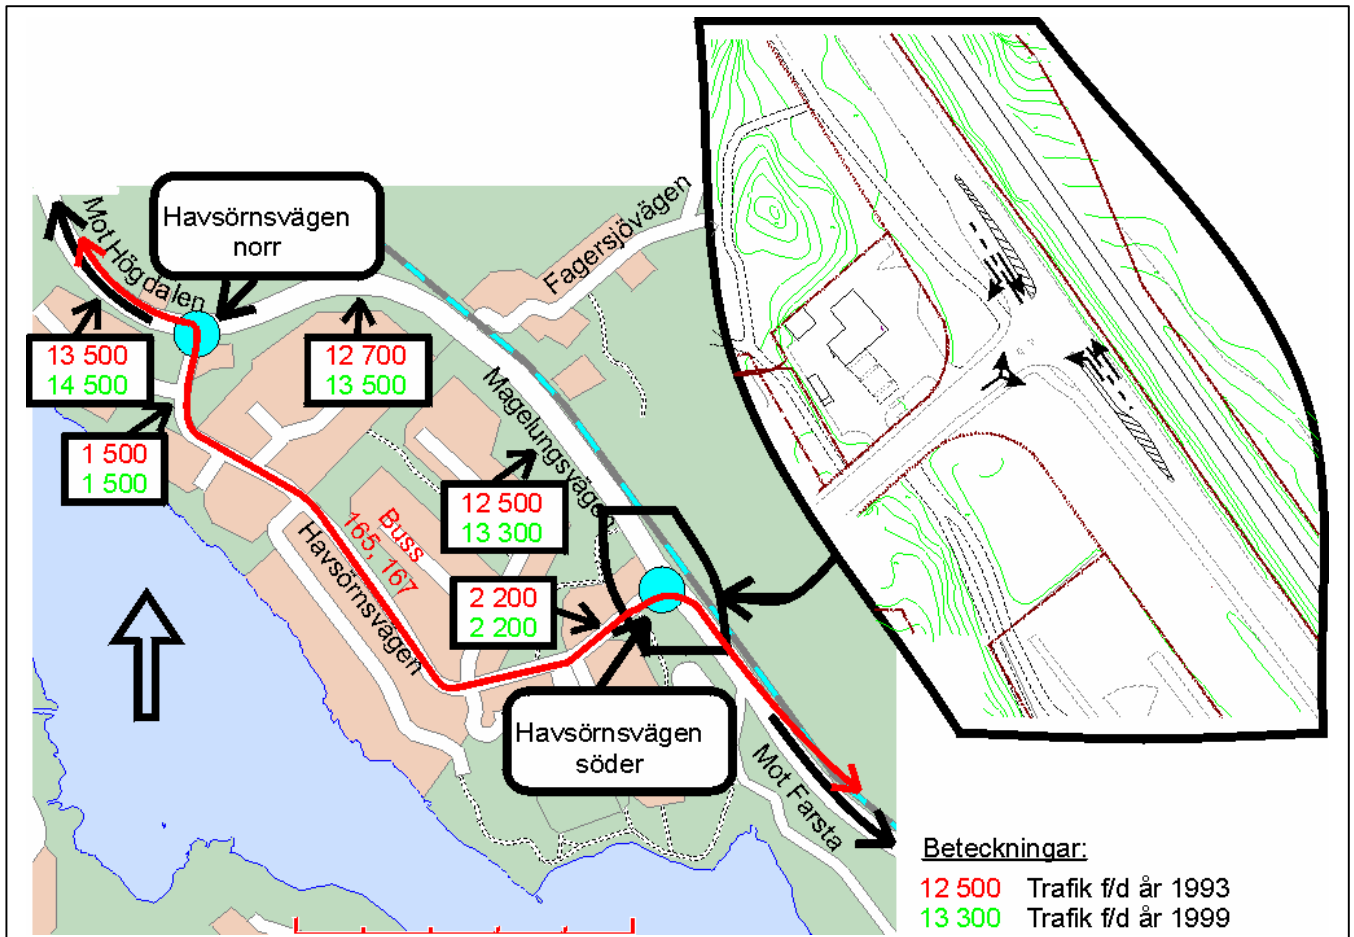 Havsörnsvägen
norr
Mot Högdalen
Fagersjövägen
13 500
14 500
12 700
13 500
1 500
1 500
Magelungsvägen
12 500
13 300
Buss
165, 167
Havsörnsvägen
2 200
2 200
Havsörnsvägen
söder
Mot Farsta
Beteckningar:
12 500 Trafik f/d år 1993
13 300 Trafik f/d år 1999